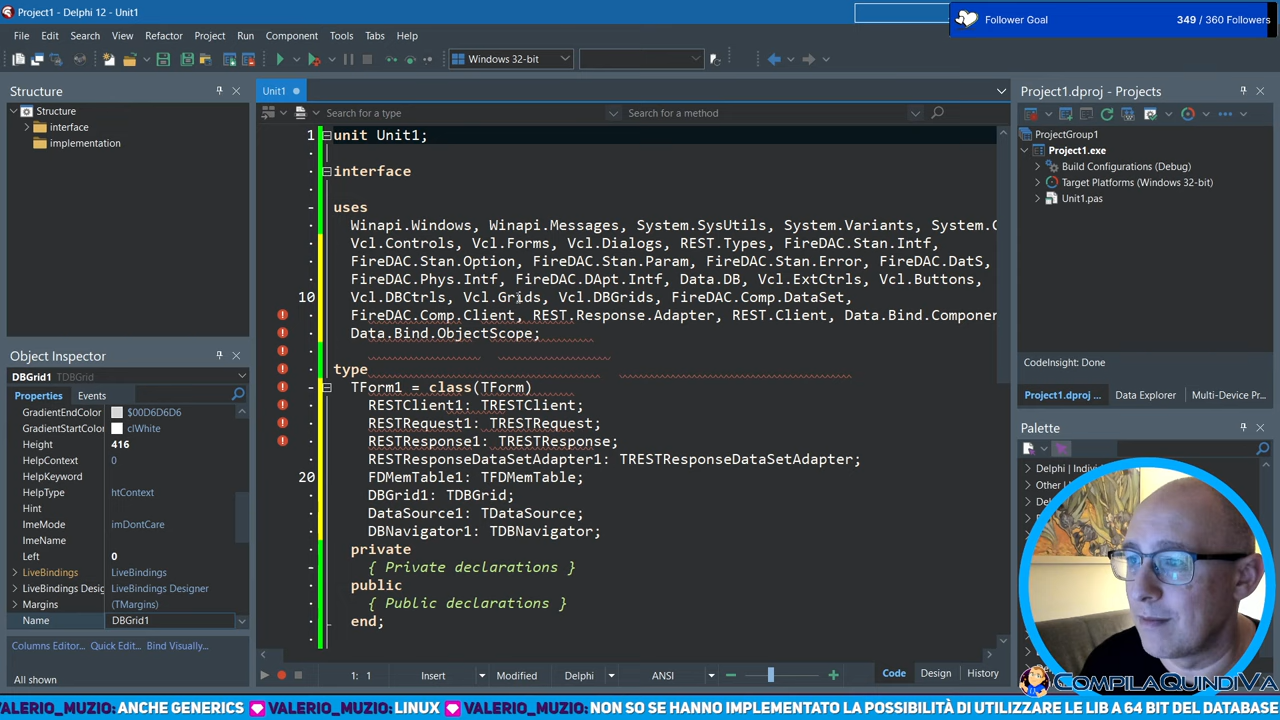 Project1 - Delphi 12 - Unit1
Follower Goal 349 / 360 Followers
File Edit Search View Refactor Project Run Component Tools Tabs Help
Windows 32-bit
Structure
Structure
interface
implementation
Unit1
Search for a type
Search for a method
1 unit Unit1;
interface
uses
Winapi.Windows, Winapi.Messages, System.SysUtils, System.Variants, System.C
Vcl.Controls, Vcl.Forms, Vcl.Dialogs, REST.Types, FireDAC.Stan.Intf,
FireDAC.Stan.Option, FireDAC.Stan.Param, FireDAC.Stan.Error, FireDAC.DatS,
FireDAC.Phys.Intf, FireDAC.DApt.Intf, Data.DB, Vcl.ExtCtrls, Vcl.Buttons,
10 Vcl.DBCtrls, Vcl.Grids, Vcl.DBGrids, FireDAC.Comp.DataSet,
FireDAC.Comp.Client, REST.Response.Adapter, REST.Client, Data.Bind.Componen
Data.Bind.ObjectScope;
type
TForm1 = class(TForm)
RESTClient1: TRESTClient;
RESTRequest1: TRESTRequest;
RESTResponse1: TRESTResponse;
RESTResponseDataSetAdapter1: TRESTResponseDataSetAdapter;
20 FDMemTable1: TFDMemTable;
DBGrid1: TDBGrid;
DataSource1: TDataSource;
DBNavigator1: TDBNavigator;
private
{ Private declarations }
public
{ Public declarations }
end;
Object Inspector
DBGrid1 TDBGrid
Properties Events
GradientEndColor $00D6D6D6
GradientStartColor clWhite
Height 416
HelpContext 0
HelpKeyword
HelpType htContext
Hint
ImeMode imDontCare
ImeName
Left 0
LiveBindings LiveBindings
LiveBindings Desig LiveBindings Designer
Margins (TMargins)
Name DBGrid1
Columns Editor... Quick Edit... Bind Visually...
All shown
1: 1 Insert Modified Delphi ANSI
Code Design History
Project1.dproj - Projects
ProjectGroup1
Project1.exe
Build Configurations (Debug)
Target Platforms (Windows 32-bit)
Unit1.pas
CodeInsight: Done
Project1.dproj ... Data Explorer Multi-Device Pr...
Palette
Delphi | Indivi
Other | Indi
De
In
COMPILAQUINDIVA
VALERIO_MUZIO: ANCHE GENERICS VALERIO_MUZIO: LINUX VALERIO_MUZIO: NON SO SE HANNO IMPLEMENTATO LA POSSIBILITÀ DI UTILIZZARE LE LIB A 64 BIT DEL DATABASE